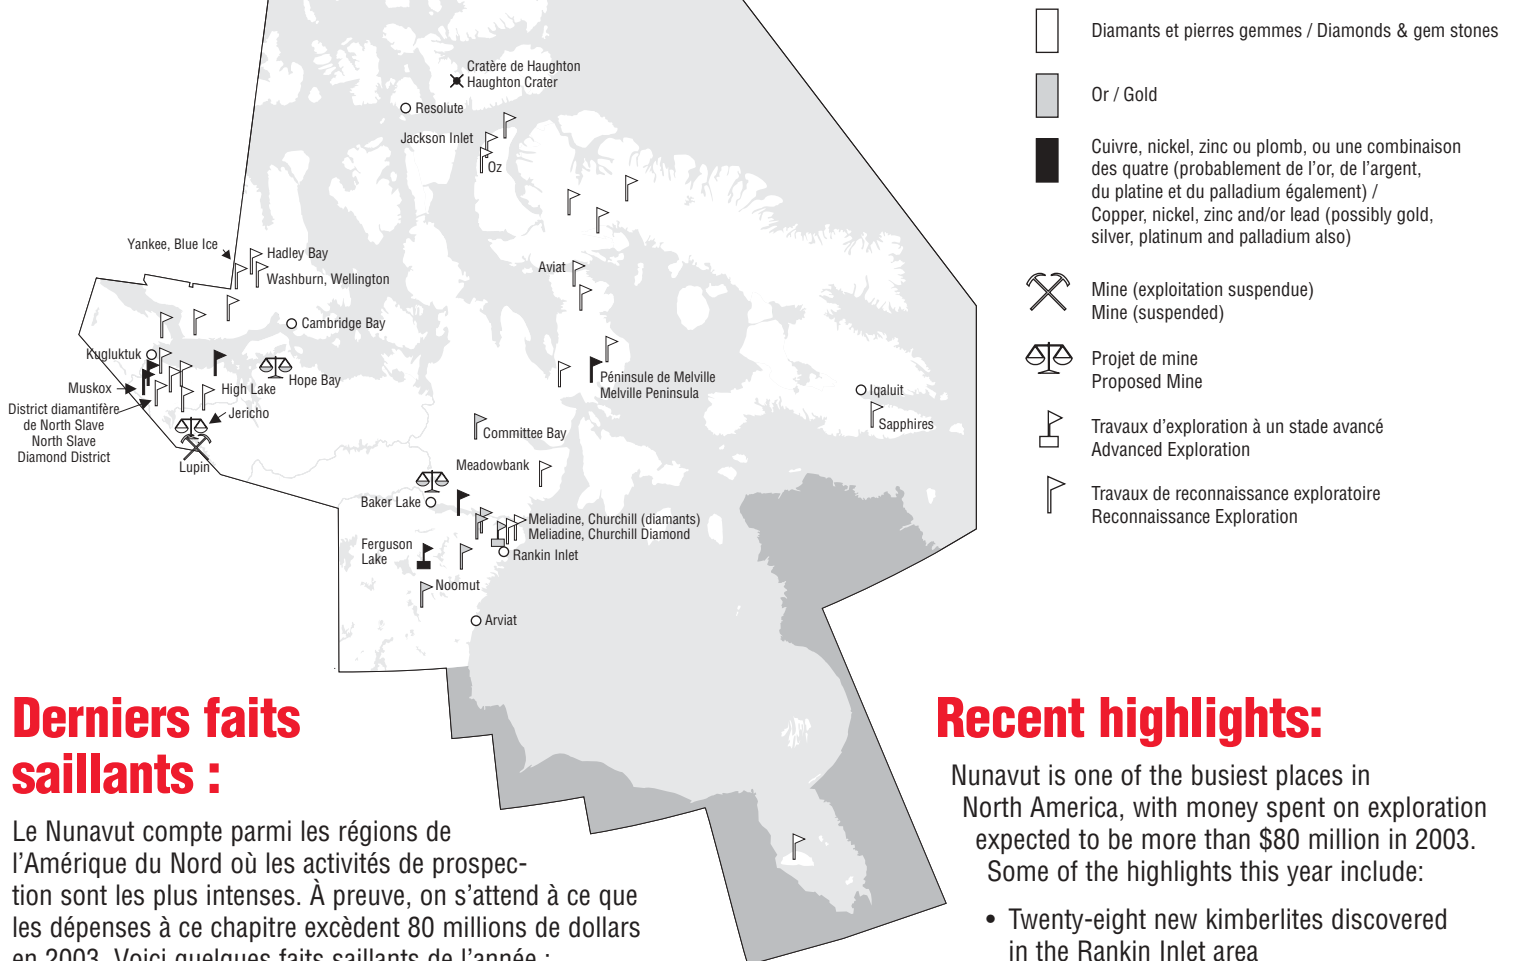 Cratère de Haughton
Haughton Crater
Resolute
Jackson Inlet
Oz
Yankee, Blue Ice
Hadley Bay
Washburn, Wellington
Aviat
Cambridge Bay
Kugluktuk
Hope Bay
Muskox
High Lake
District diamantifère
de North Slave
North Slave
Diamond District
Jericho
Lupin
Péninsule de Melville
Melville Peninsula
Iqaluit
Sapphires
Committee Bay
Meadowbank
Baker Lake
Meliadine, Churchill (diamants)
Meliadine, Churchill Diamond
Ferguson
Lake
Rankin Inlet
Noomut
Arviat
Diamants et pierres gemmes / Diamonds & gem stones
Or / Gold
Cuivre, nickel, zinc ou plomb, ou une combinaison
des quatre (probablement de l’or, de l’argent,
du platine et du palladium également) /
Copper, nickel, zinc and/or lead (possibly gold,
silver, platinum and palladium also)
Mine (exploitation suspendue)
Mine (suspended)
Projet de mine
Proposed Mine
Travaux d’exploration à un stade avancé
Advanced Exploration
Travaux de reconnaissance exploratoire
Reconnaissance Exploration
Derniers faits
saillants :
Le Nunavut compte parmi les régions de
l’Amérique du Nord où les activités de prospec-
tion sont les plus intenses. À preuve, on s’attend à ce que
les dépenses à ce chapitre excèdent 80 millions de dollars
en 2003. Voici quelques faits saillants de l’année :
Recent highlights:
Nunavut is one of the busiest places in
North America, with money spent on exploration
expected to be more than $80 million in 2003.
Some of the highlights this year include:
• Twenty-eight new kimberlites discovered
in the Rankin Inlet area